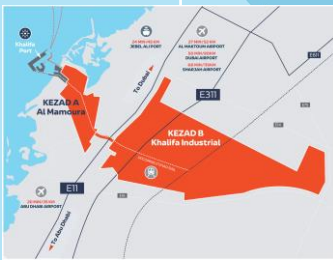 Khalifa
Port
JEBEL ALI PORT
AL MAKTOUM AIRPORT
DUBAI AIRPORT
SHARJAH AIRPORT
E611
KEZAD A
Al Mamoura
To Dubai
E311
KEZAD B
Khalifa Industrial
E11
ABU DHABI AIRPORT
To Abu Dhabi